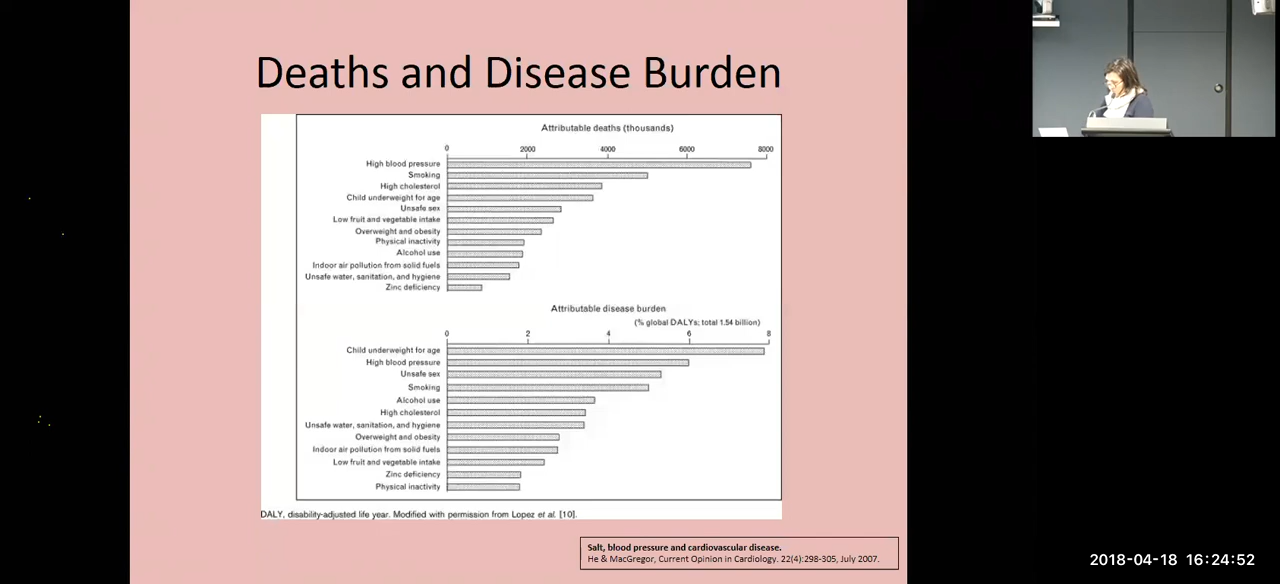 Deaths and Disease Burden
Attributable deaths (thousands)
0 2000 4000 6000 8000
High blood pressure
Smoking
High cholesterol
Child underweight for age
Unsafe sex
Low fruit and vegetable intake
Overweight and obesity
Physical inactivity
Alcohol use
Indoor air pollution from solid fuels
Unsafe water, sanitation, and hygiene
Zinc deficiency
Attributable disease burden
(% global DALYs; total 1.54 billion)
0 2 4 6 8
Child underweight for age
High blood pressure
Unsafe sex
Smoking
Alcohol use
High cholesterol
Unsafe water, sanitation, and hygiene
Overweight and obesity
Indoor air pollution from solid fuels
Low fruit and vegetable intake
Zinc deficiency
Physical inactivity
DALY, disability-adjusted life year. Modified with permission from Lopez et al. [10].
Salt, blood pressure and cardiovascular disease.
He & MacGregor, Current Opinion in Cardiology. 22(4):298-305, July 2007.
2018-04-18 16:24:52